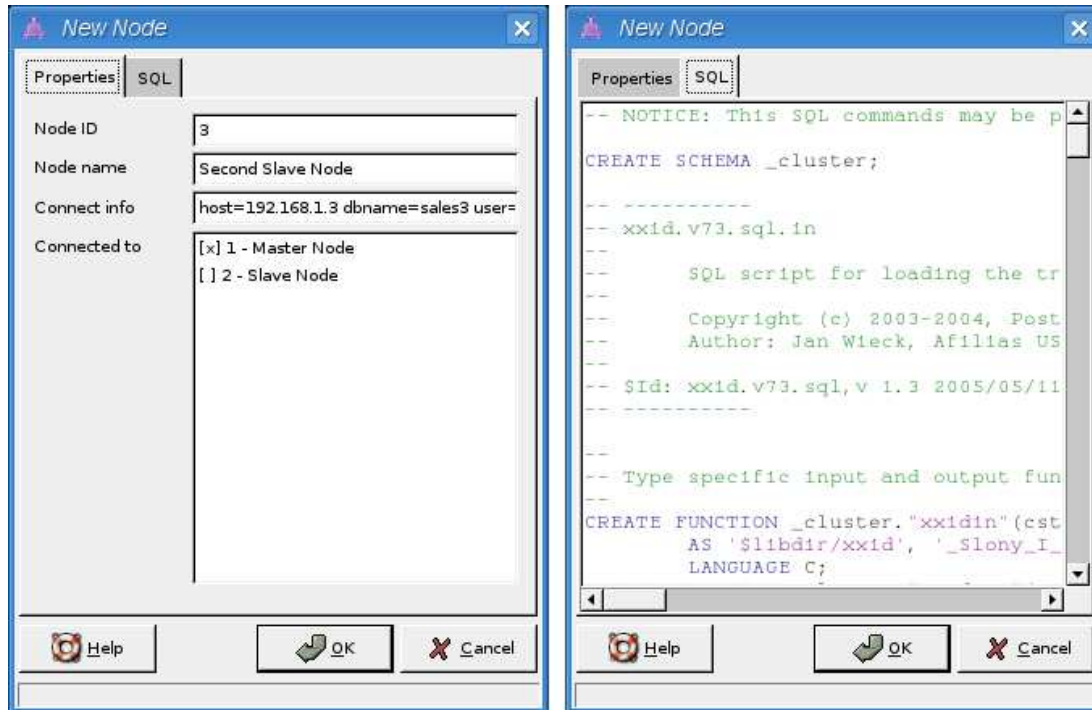 New Node
Properties SQL
Node ID 3
Node name Second Slave Node
Connect info host=192.168.1.3 dbname=sales3 user=
Connected to [x] 1 - Master Node
[ ] 2 - Slave Node
Help OK Cancel
New Node
Properties SQL
-- NOTICE: This SQL commands may be p
CREATE SCHEMA _cluster;
-- ----------
-- xxid.v73.sql.in
--
-- SQL script for loading the tr
--
-- Copyright (c) 2003-2004, Post
-- Author: Jan Wieck, Afilias US
--
-- $Id: xxid.v73.sql,v 1.3 2005/05/11
-- ----------
--
-- Type specific input and output fun
--
CREATE FUNCTION _cluster."xxidin"(cst
AS '$libdir/xxid', '_Slony_I_
LANGUAGE C;
Help OK Cancel